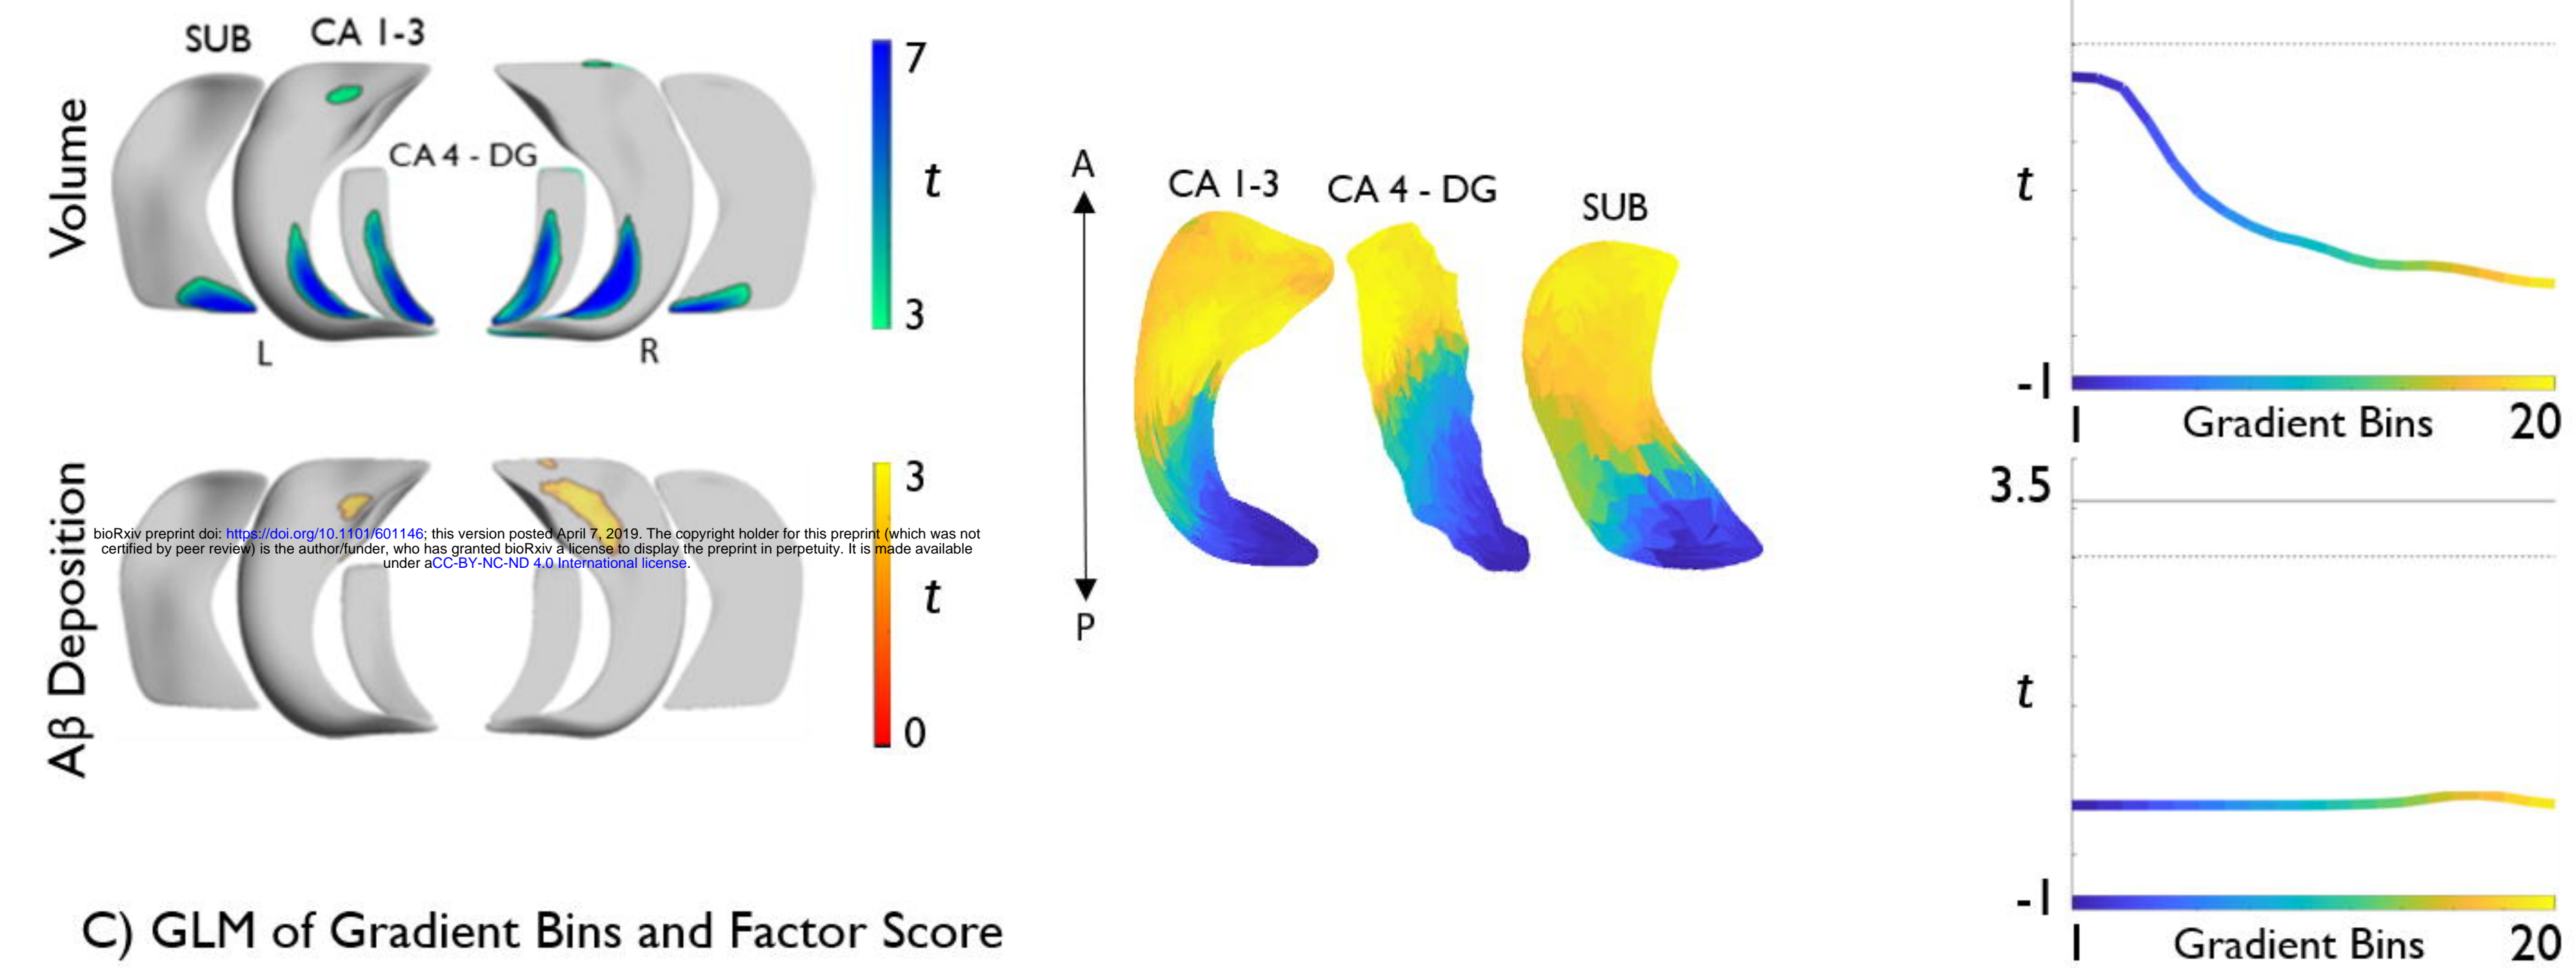 SUB
CA 1-3
CA 4 - DG
Volume
L
R
7
t
3
Aβ Deposition
3
t
0
bioRxiv preprint doi: https://doi.org/10.1101/601146; this version posted April 7, 2019. The copyright holder for this preprint (which was not
certified by peer review) is the author/funder, who has granted bioRxiv a license to display the preprint in perpetuity. It is made available
under aCC-BY-NC-ND 4.0 International license.
A
P
CA 1-3
CA 4 - DG
SUB
t
-1
1
Gradient Bins
20
3.5
t
-1
1
Gradient Bins
20
C) GLM of Gradient Bins and Factor Score